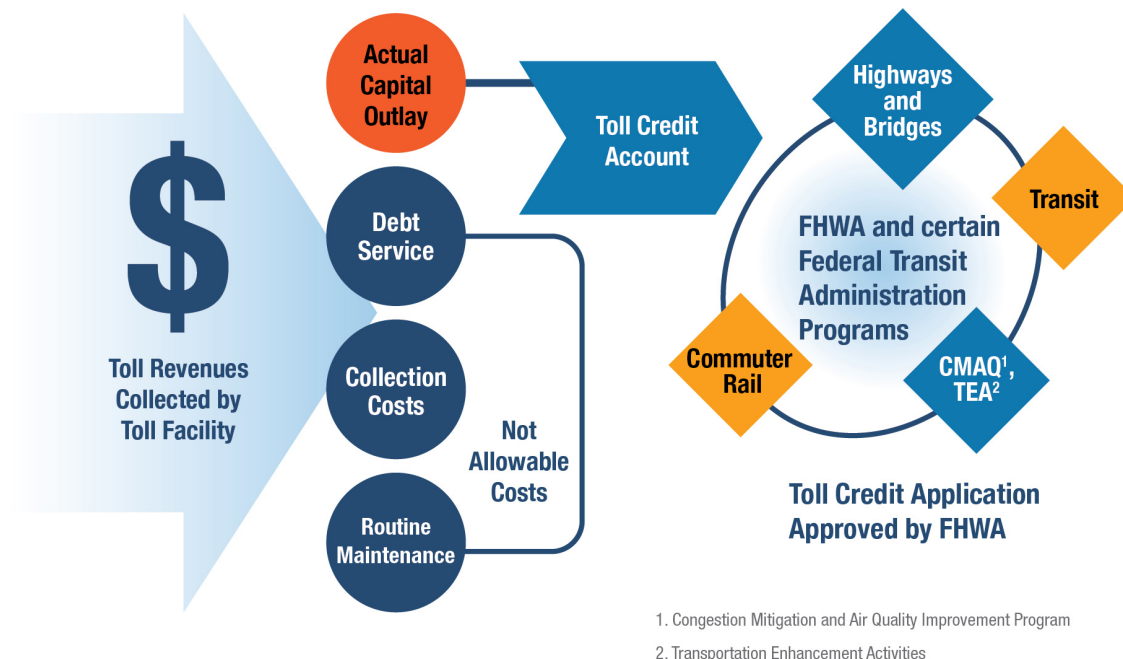 $
Toll Revenues
Collected by
Toll Facility
Actual
Capital
Outlay
Debt
Service
Collection
Costs
Routine
Maintenance
Not
Allowable
Costs
Toll Credit
Account
Highways
and
Bridges
Transit
FHWA and certain
Federal Transit
Administration
Programs
Commuter
Rail
CMAQ¹,
TEA²
Toll Credit Application
Approved by FHWA
1. Congestion Mitigation and Air Quality Improvement Program
2. Transportation Enhancement Activities